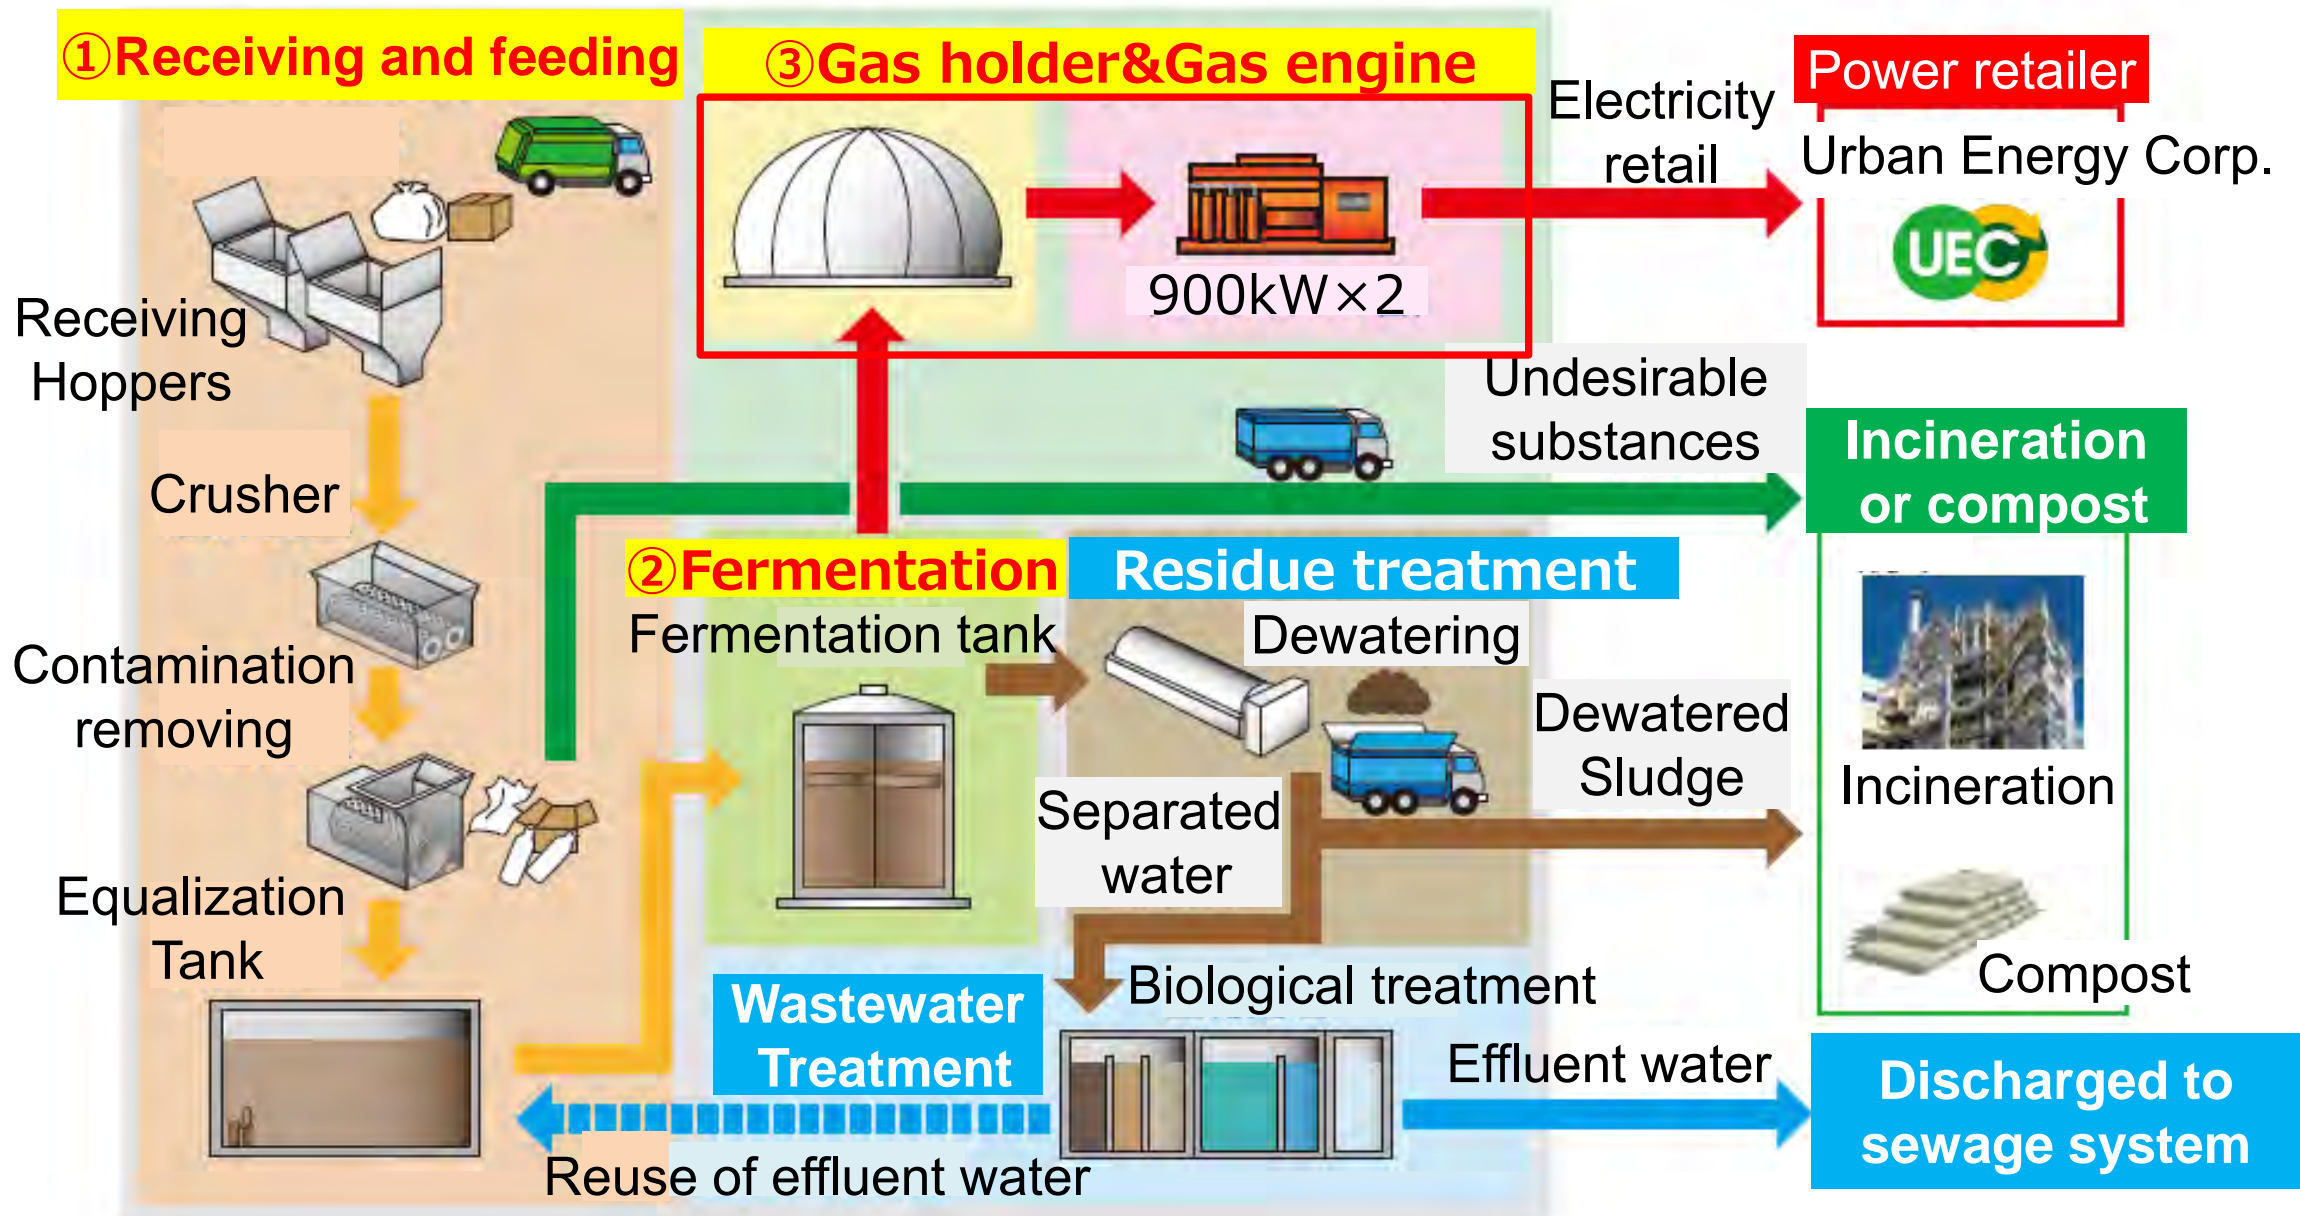 ①Receiving and feeding
③Gas holder&Gas engine
Power retailer
Electricity
retail
Urban Energy Corp.
UEC
900kW×2
Receiving
Hoppers
Undesirable
substances
Incineration
or compost
Crusher
②Fermentation
Residue treatment
Fermentation tank
Dewatering
Contamination
removing
Dewatered
Sludge
Separated
water
Incineration
Equalization
Tank
Compost
Wastewater
Treatment
Biological treatment
Effluent water
Discharged to
sewage system
Reuse of effluent water